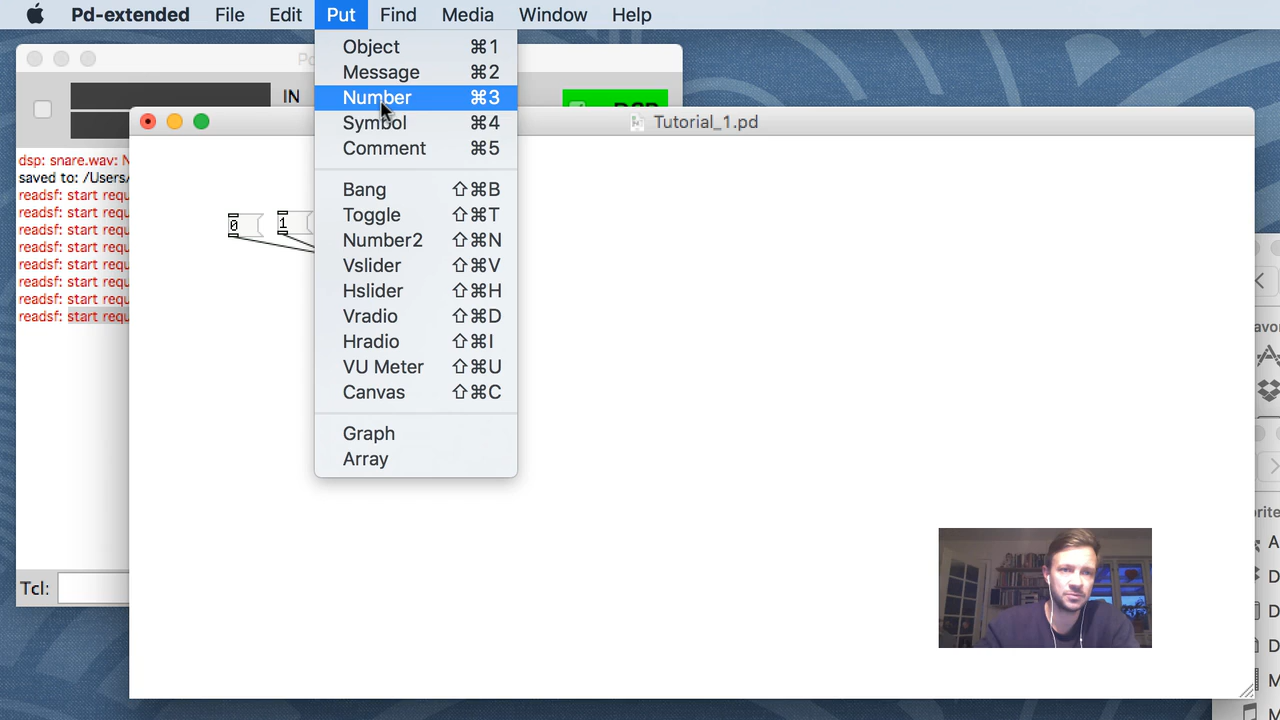 Pd-extended File Edit Put Find Media Window Help
Object ⌘1
Message ⌘2
Number ⌘3
Symbol ⌘4
Comment ⌘5
Bang ⇧⌘B
Toggle ⇧⌘T
Number2 ⇧⌘N
Vslider ⇧⌘V
Hslider ⇧⌘H
Vradio ⇧⌘D
Hradio ⇧⌘I
VU Meter ⇧⌘U
Canvas ⇧⌘C
Graph
Array
IN
DSP
Tutorial_1.pd
dsp: snare.wav:
saved to: /Users/
readsf: start requ
readsf: start requ
readsf: start requ
readsf: start requ
readsf: start requ
readsf: start requ
readsf: start requ
readsf: start requ
Tcl:
0
1